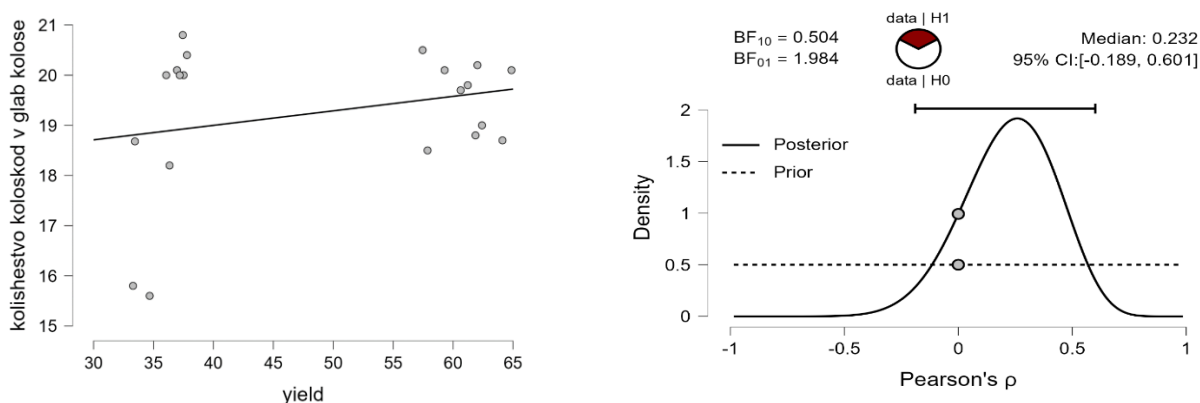 21
20
19
18
17
16
15
kolishestvo koloskod v glab kolose
30
35
40
45
50
55
60
65
yield
BF10 = 0.504
BF01 = 1.984
data | H1
data | H0
Median: 0.232
95% CI:[-0.189, 0.601]
Posterior
Prior
2
1.5
1
0.5
0
Density
-1
-0.5
0
0.5
1
Pearson's ρ